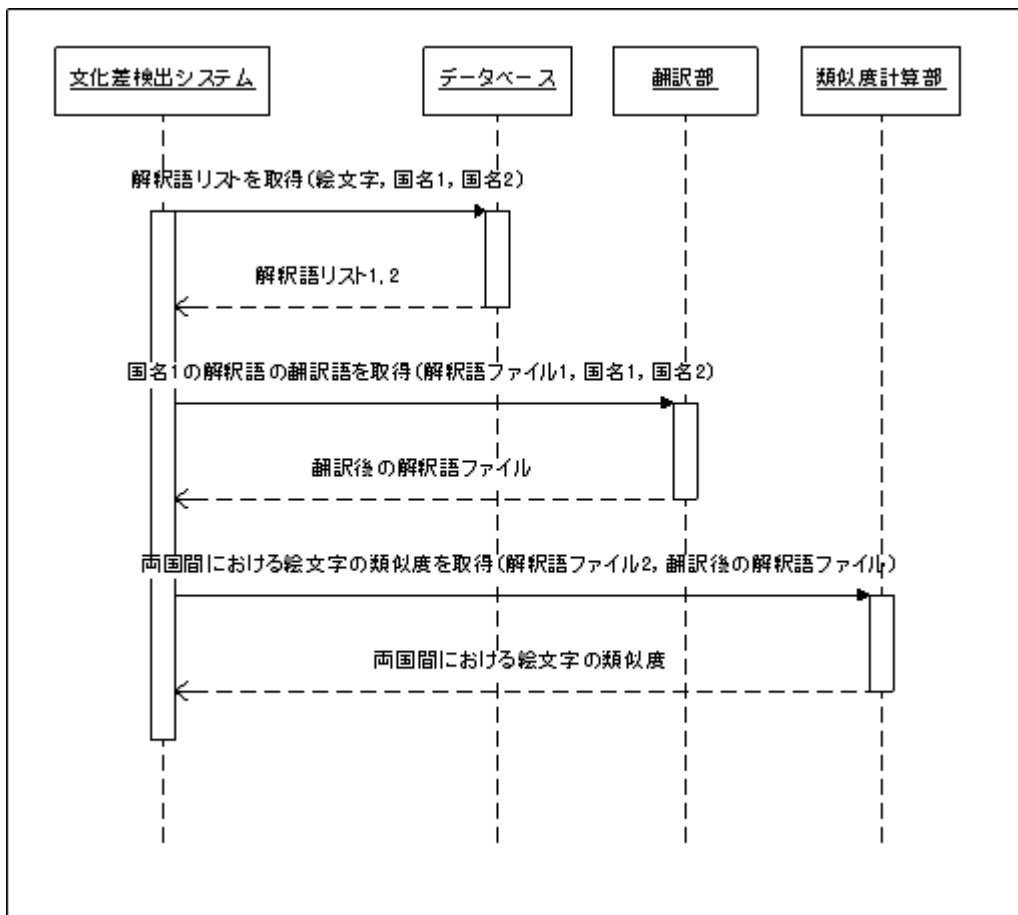 文化差検出システム
データベース
翻訳部
類似度計算部
解釈語リストを取得(絵文字, 国名1, 国名2)
解釈語リスト1, 2
国名1の解釈語の翻訳語を取得(解釈語ファイル1, 国名1, 国名2)
翻訳後の解釈語ファイル
両国間における絵文字の類似度を取得(解釈語ファイル2, 翻訳後の解釈語ファイル)
両国間における絵文字の類似度